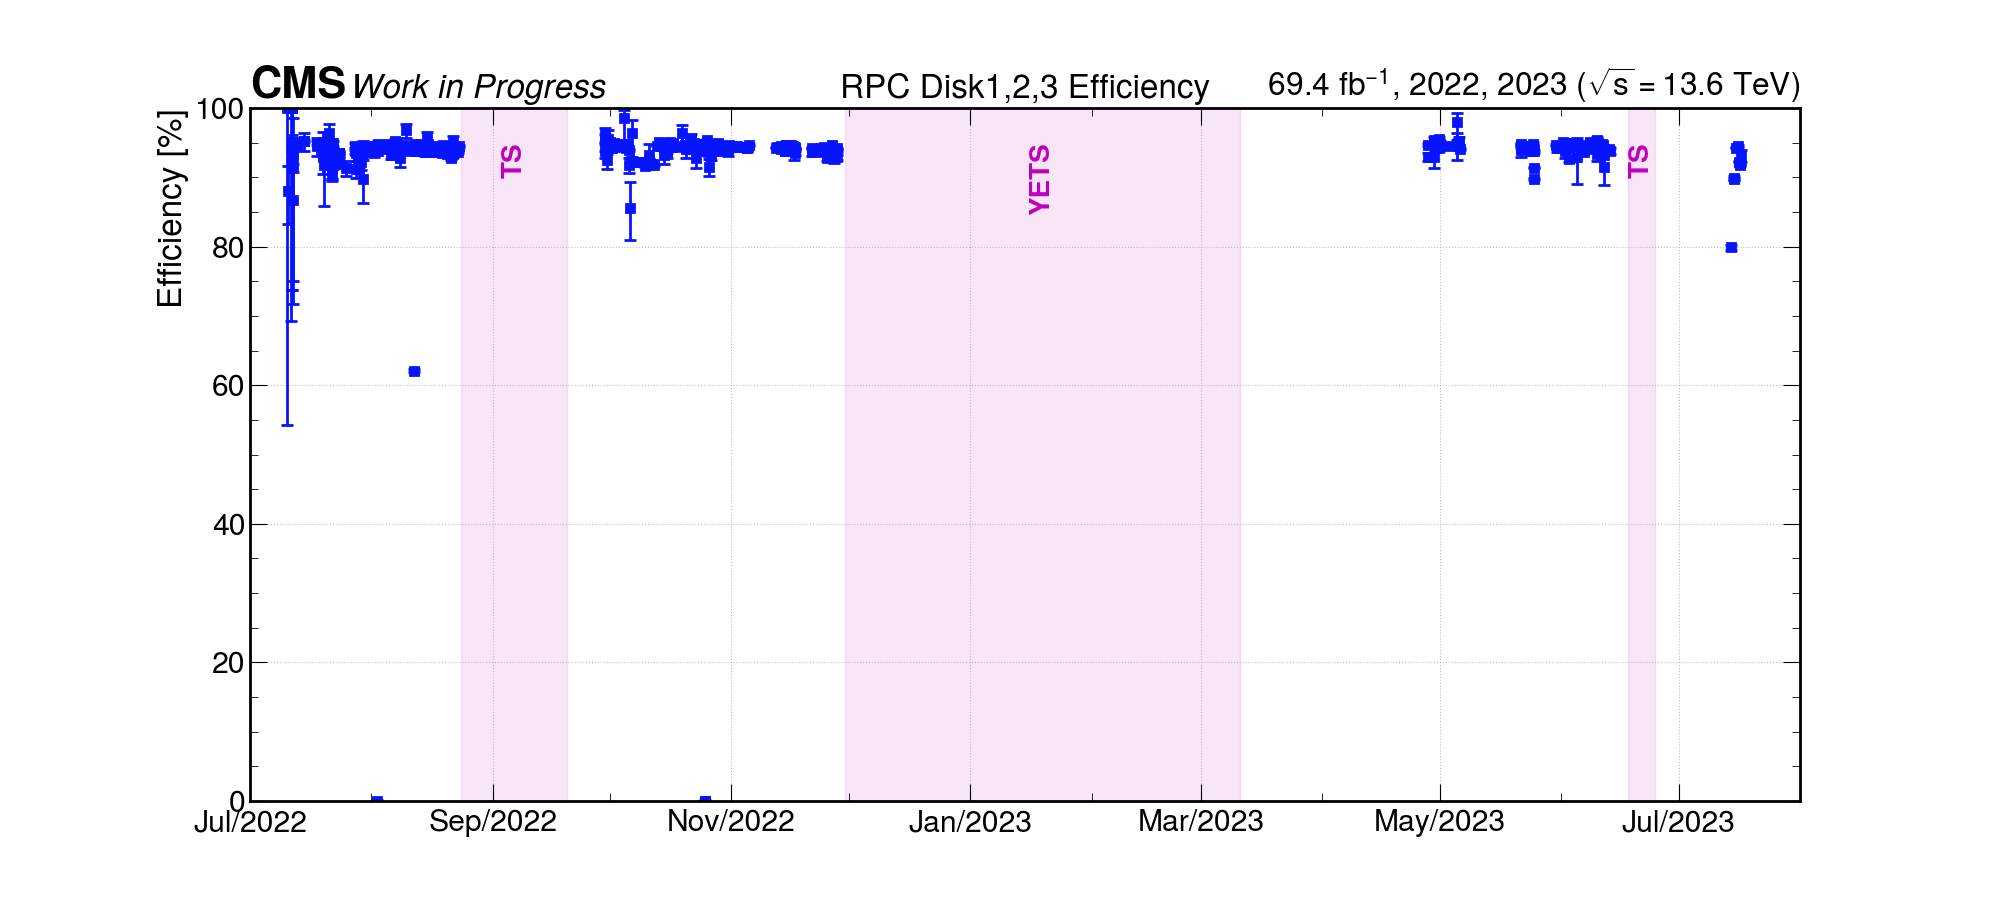 CMS Work in Progress RPC Disk1,2,3 Efficiency 69.4 fb⁻¹, 2022, 2023 (√s = 13.6 TeV)
Efficiency [%]
100
80
60
40
20
0
TS
YETS
TS
Jul/2022 Sep/2022 Nov/2022 Jan/2023 Mar/2023 May/2023 Jul/2023